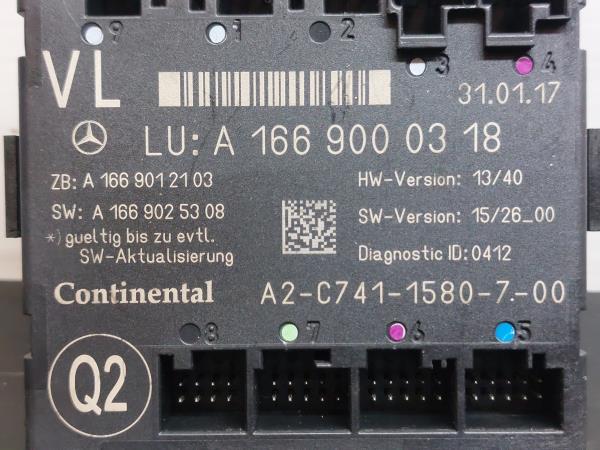 9 1 2 3 4
VL
31.01.17
LU: A 166 900 03 18
ZB: A 166 901 21 03
HW-Version: 13/40
SW: A 166 902 53 08
SW-Version: 15/26_00
*) gueltig bis zu evtl.
SW-Aktualisierung
Diagnostic ID: 0412
Continental A2-C741-1580-7-00
8 7 6 5
Q2